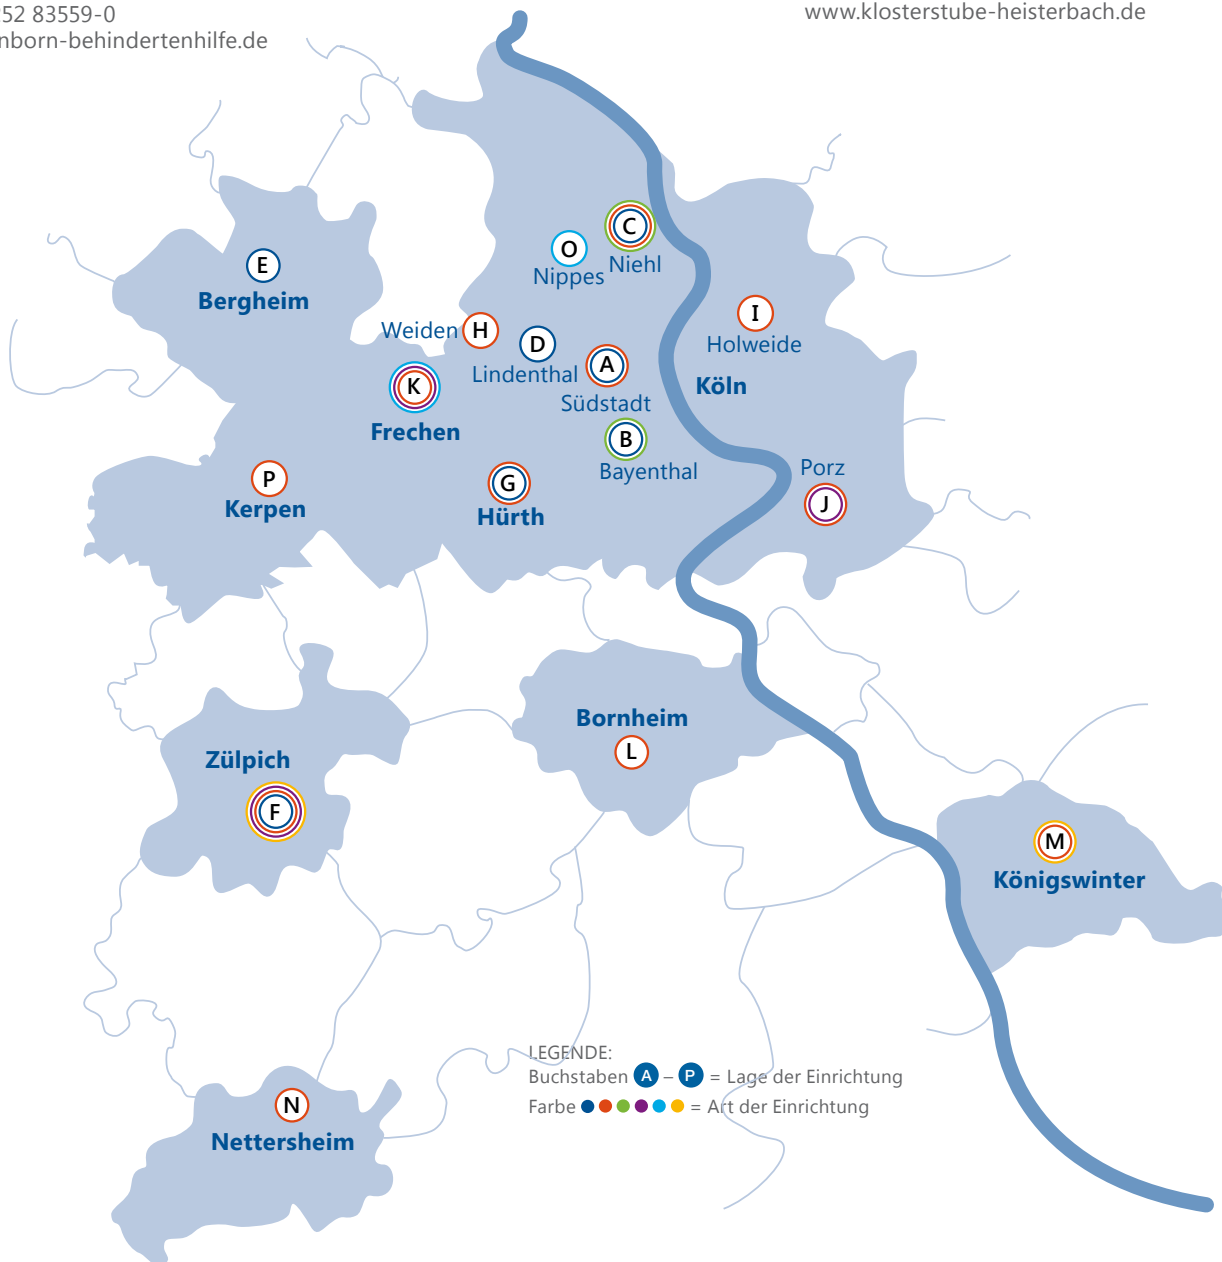 52 83559-0
nborn-behindertenhilfe.de
www.klosterstube-heisterbach.de
C
O
Niehl
Nippes
E
Bergheim
I
Holweide
Weiden H
D
Lindenthal
A
Südstadt
K
Köln
Frechen
B
Bayenthal
P
Kerpen
G
Hürth
Porz
J
Bornheim
L
Zülpich
F
M
Königswinter
N
Nettersheim
LEGENDE:
Buchstaben A – P = Lage der Einrichtung
Farbe = Art der Einrichtung